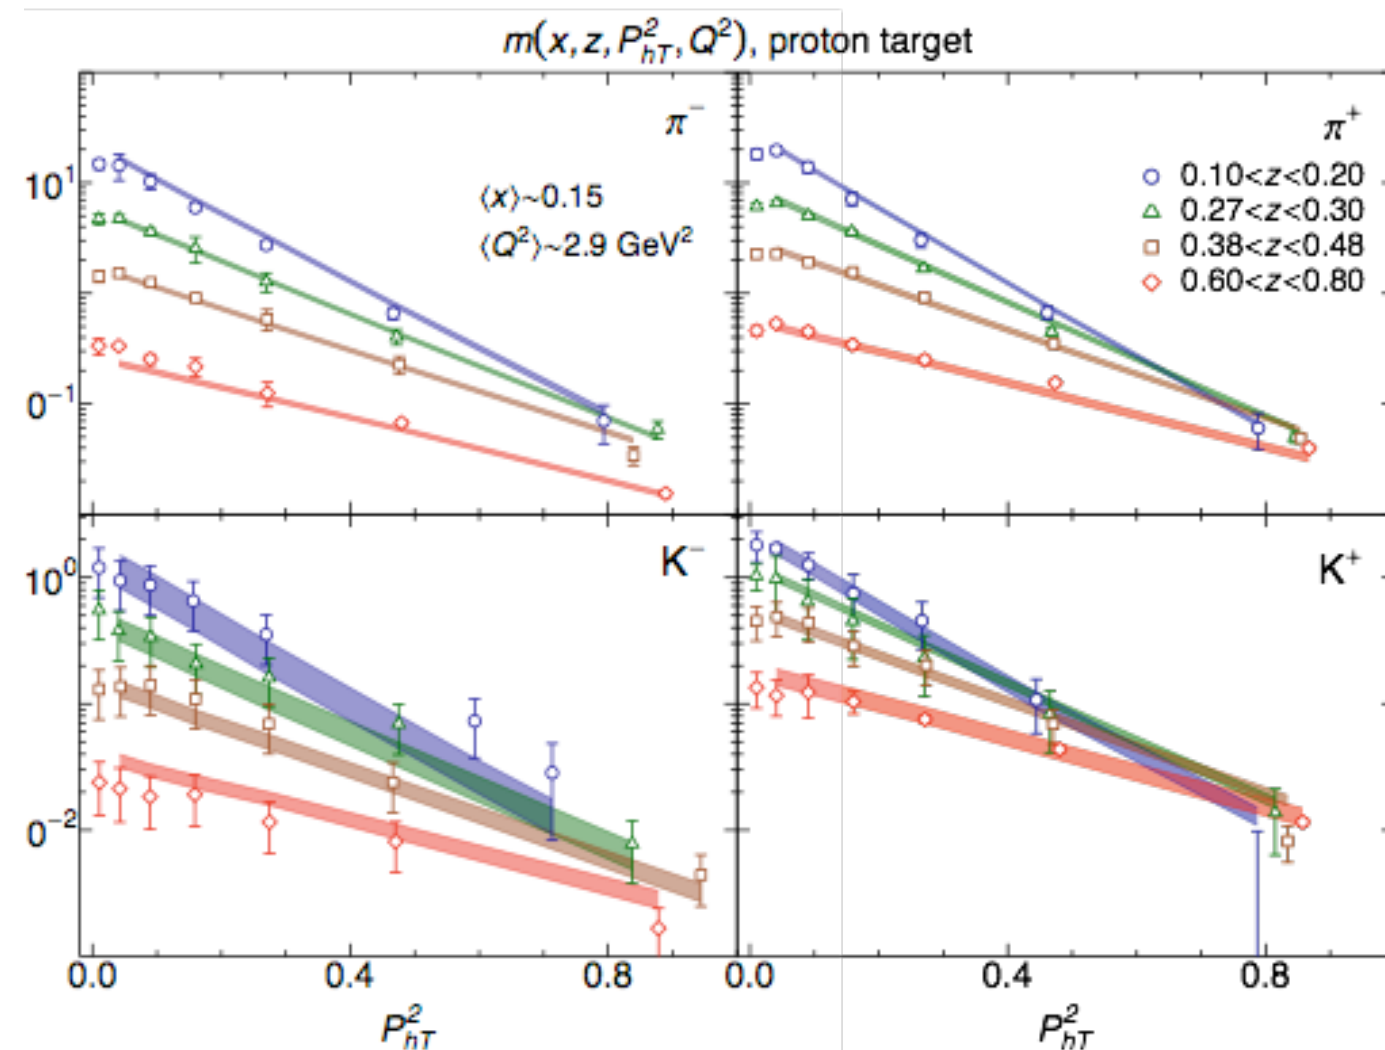 m(x, z, P²hT, Q²), proton target
π⁻
⟨x⟩~0.15
⟨Q²⟩~2.9 GeV²
π⁺
0.10<z<0.20
0.27<z<0.30
0.38<z<0.48
0.60<z<0.80
10¹
0⁻¹
K⁻
K⁺
10⁰
0⁻²
0.0 0.4 0.8 0.0 0.4 0.8
P²hT P²hT